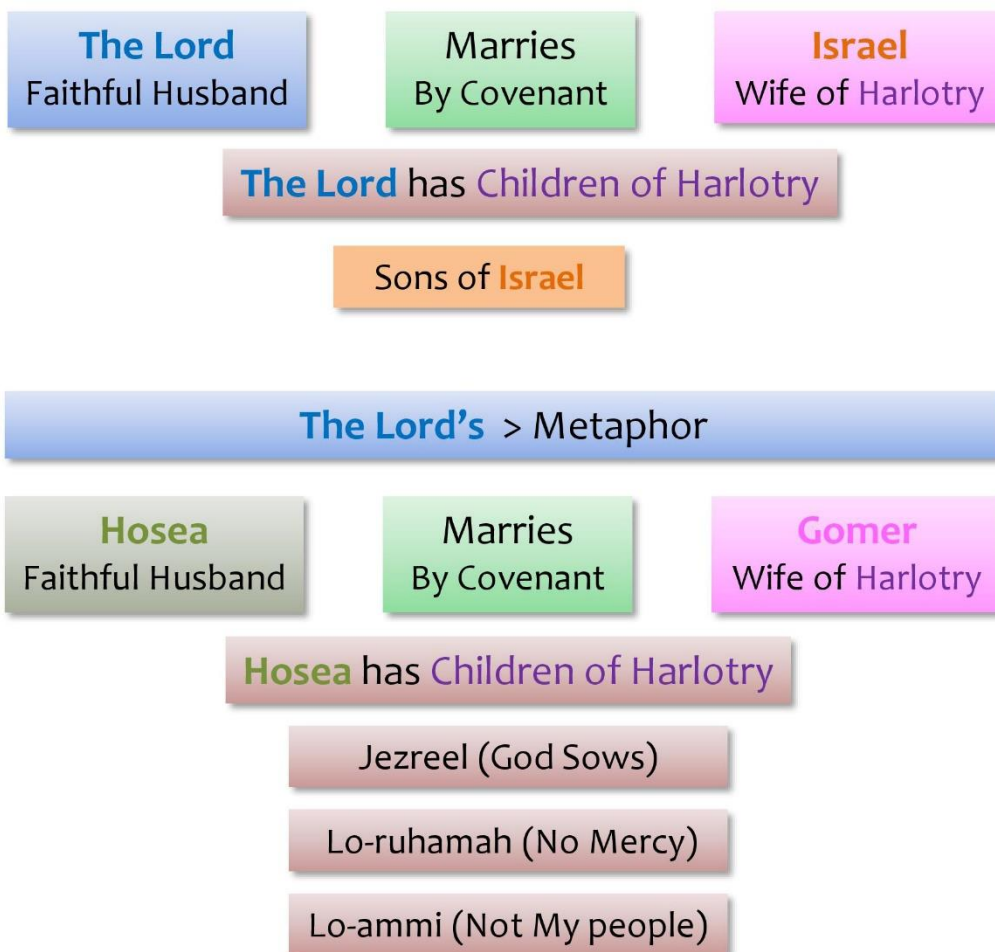 The Lord
Faithful Husband
Marries
By Covenant
Israel
Wife of Harlotry
The Lord has Children of Harlotry
Sons of Israel
The Lord's > Metaphor
Hosea
Faithful Husband
Marries
By Covenant
Gomer
Wife of Harlotry
Hosea has Children of Harlotry
Jezreel (God Sows)
Lo-ruhamah (No Mercy)
Lo-ammi (Not My people)